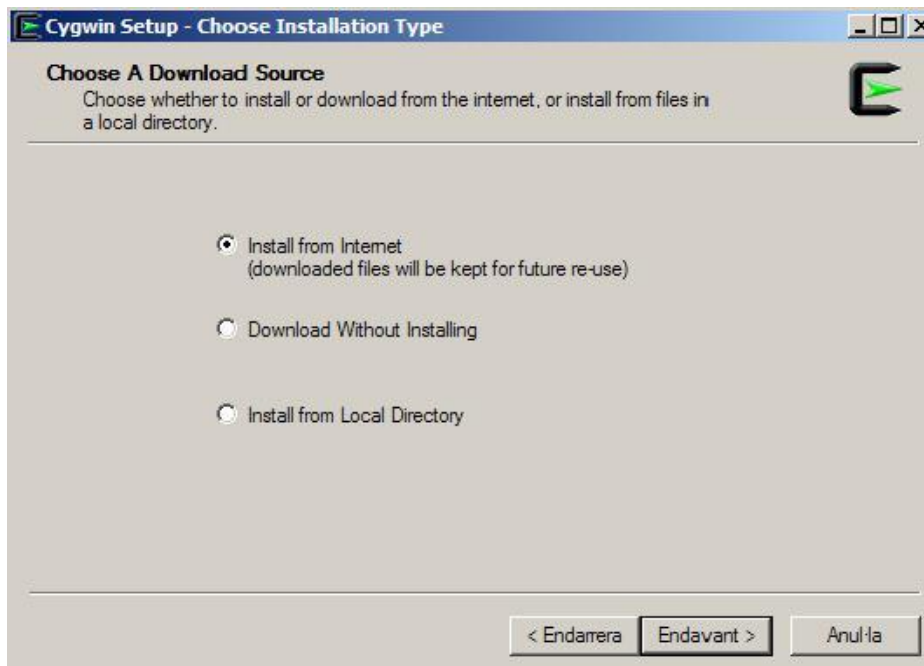 Cygwin Setup - Choose Installation Type
Choose A Download Source
Choose whether to install or download from the internet, or install from files in
a local directory.
Install from Internet
(downloaded files will be kept for future re-use)
Download Without Installing
Install from Local Directory
< Endarrera Endavant > Anul·la